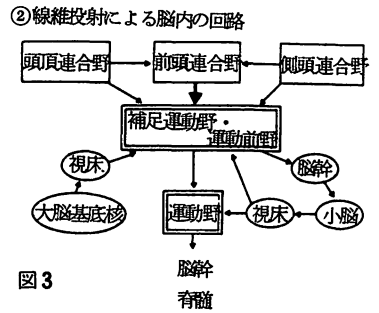 ②線維投射による脳内の回路
頭頂連合野
前頭連合野
側頭連合野
補足運動野・
運動前野
視床
脳幹
大脳基底核
運動野
視床
小脳
脳幹
脊髄
図3